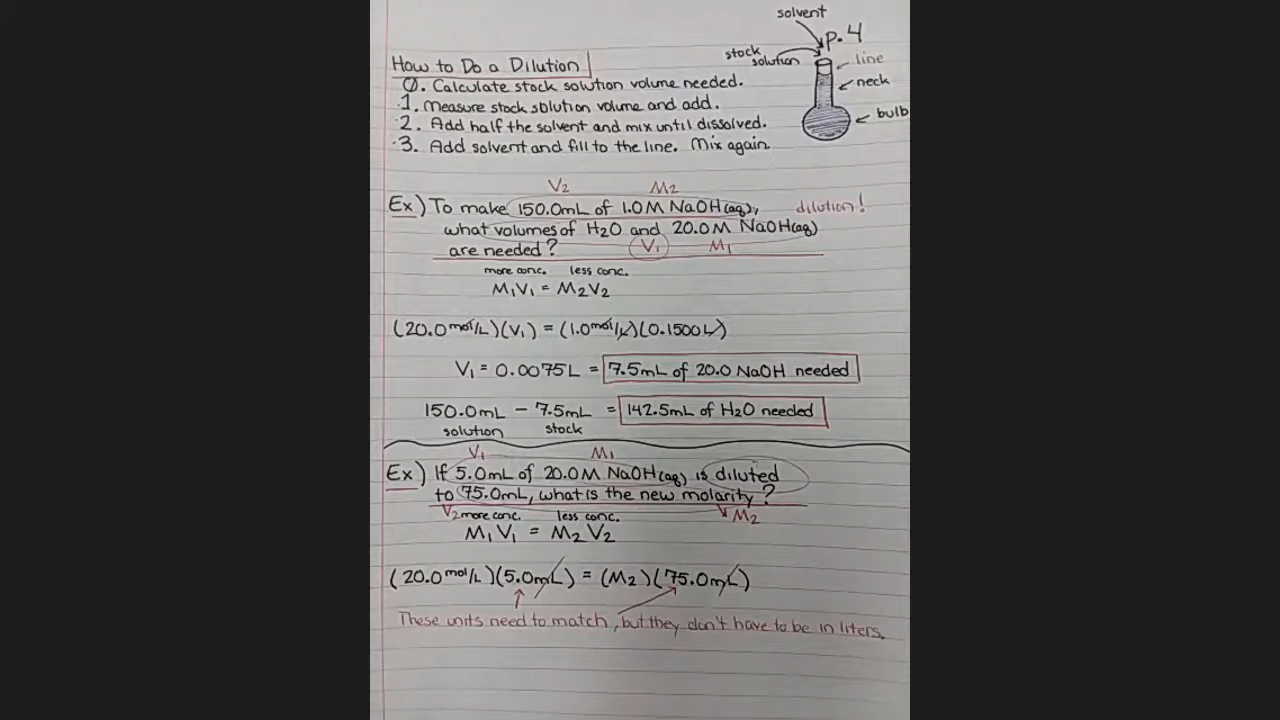 solvent
p.4
stock
solution
line
neck
bulb
How to Do a Dilution
0. Calculate stock solution volume needed.
1. Measure stock solution volume and add.
2. Add half the solvent and mix until dissolved.
3. Add solvent and fill to the line. Mix again.
V2 M2
Ex) To make 150.0mL of 1.0M NaOH(aq), dilution!
what volumes of H2O and 20.0M NaOH(aq)
are needed? V1 M1
more conc. less conc.
M1V1 = M2V2
(20.0 mol/L)(V1) = (1.0 mol/L)(0.1500L)
V1 = 0.0075L = 7.5mL of 20.0 NaOH needed
150.0mL - 7.5mL = 142.5mL of H2O needed
solution stock
V1 M1
Ex) If 5.0mL of 20.0M NaOH(aq) is diluted
to 75.0mL, what is the new molarity?
V2 more conc. less conc. M2
M1V1 = M2V2
(20.0 mol/L)(5.0mL) = (M2)(75.0mL)
These units need to match, but they don't have to be in liters.